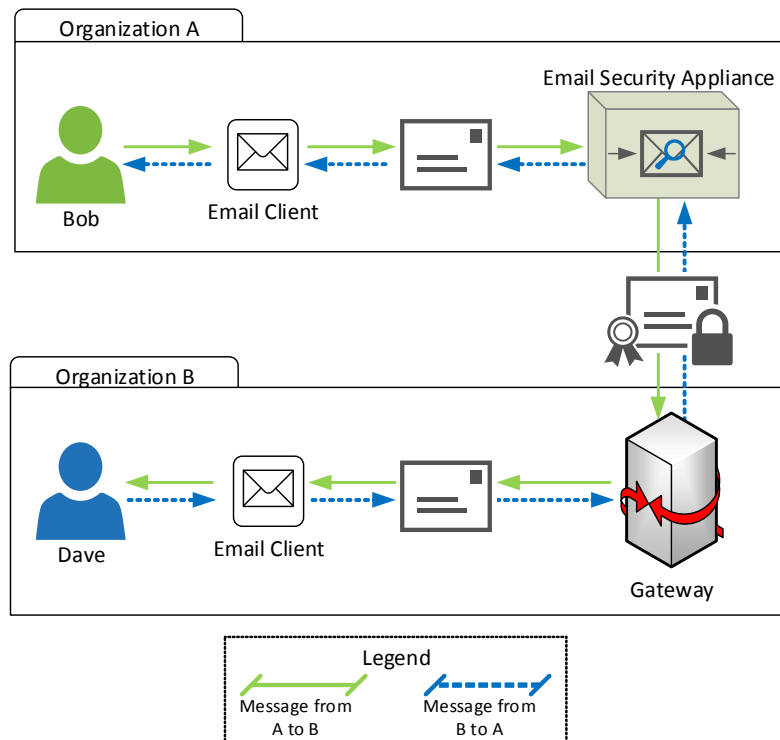 Organization A
Email Security Appliance
Bob
Email Client
Organization B
Dave
Email Client
Gateway
Legend
Message from
A to B
Message from
B to A